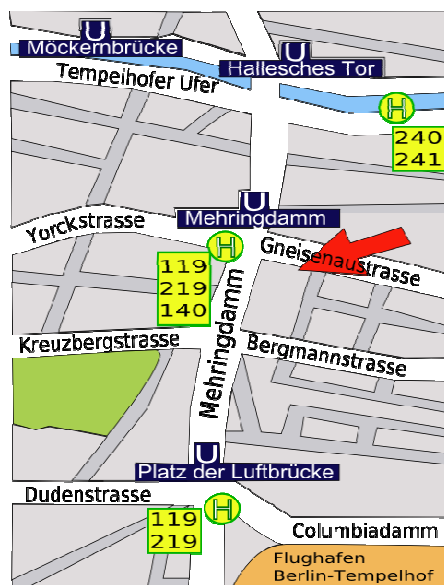 U
Möckernbrücke
U
Hallesches Tor
Tempelhofer Ufer
H
240
241
U
Mehringdamm
Yorckstrasse
H
Gneisenaustrasse
119
219
140
Mehringdamm
Kreuzbergstrasse
Bergmannstrasse
U
Platz der Luftbrücke
Dudenstrasse
H
119
219
Columbiadamm
Flughafen
Berlin-Tempelhof